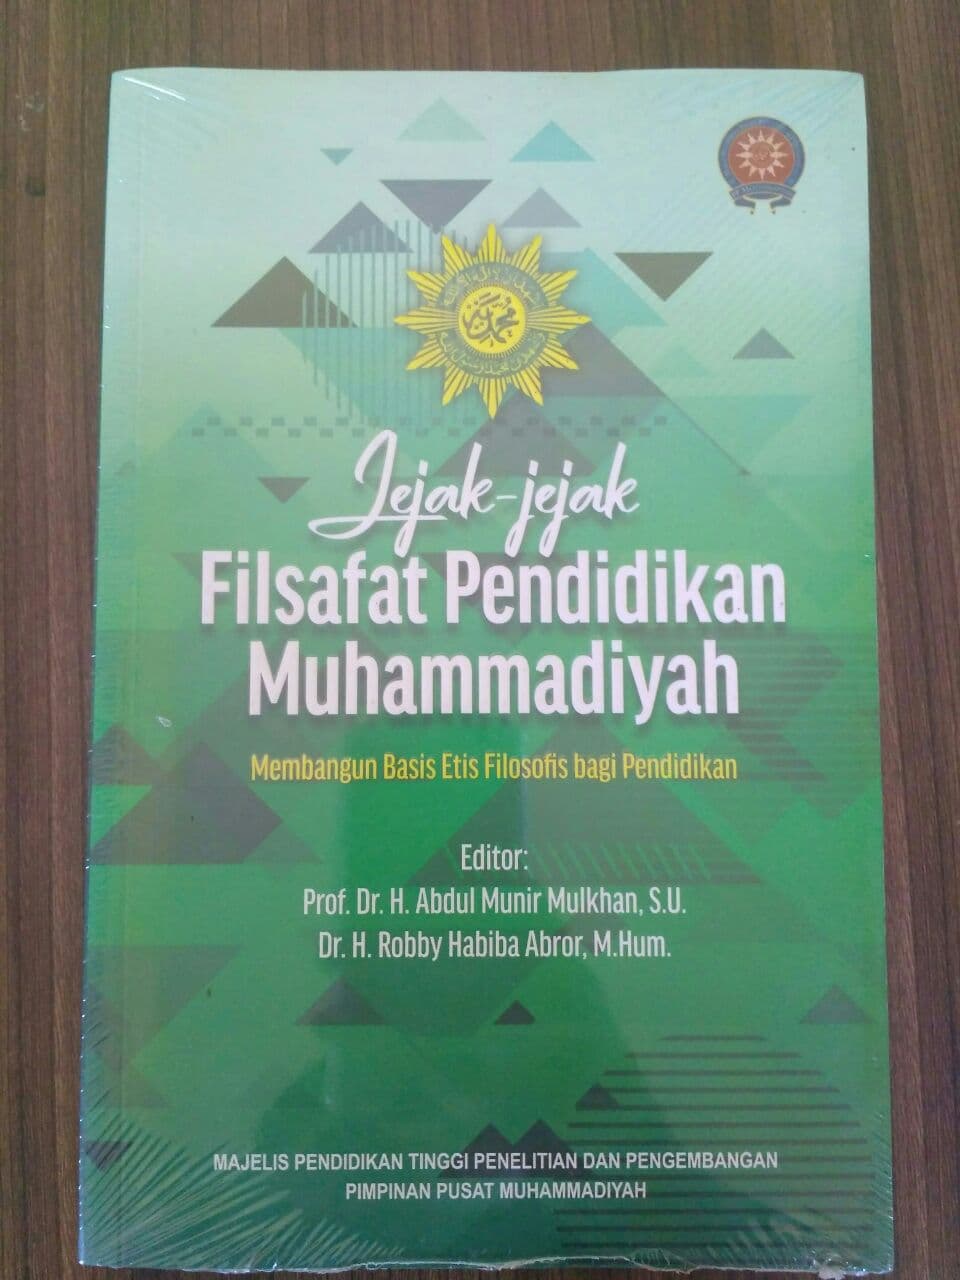 محمدية
Jejak-jejak
Filsafat Pendidikan
Muhammadiyah
Membangun Basis Etis Filosofis bagi Pendidikan
Editor:
Prof. Dr. H. Abdul Munir Mulkhan, S.U.
Dr. H. Robby Habiba Abror, M.Hum.
MAJELIS PENDIDIKAN TINGGI PENELITIAN DAN PENGEMBANGAN
PIMPINAN PUSAT MUHAMMADIYAH